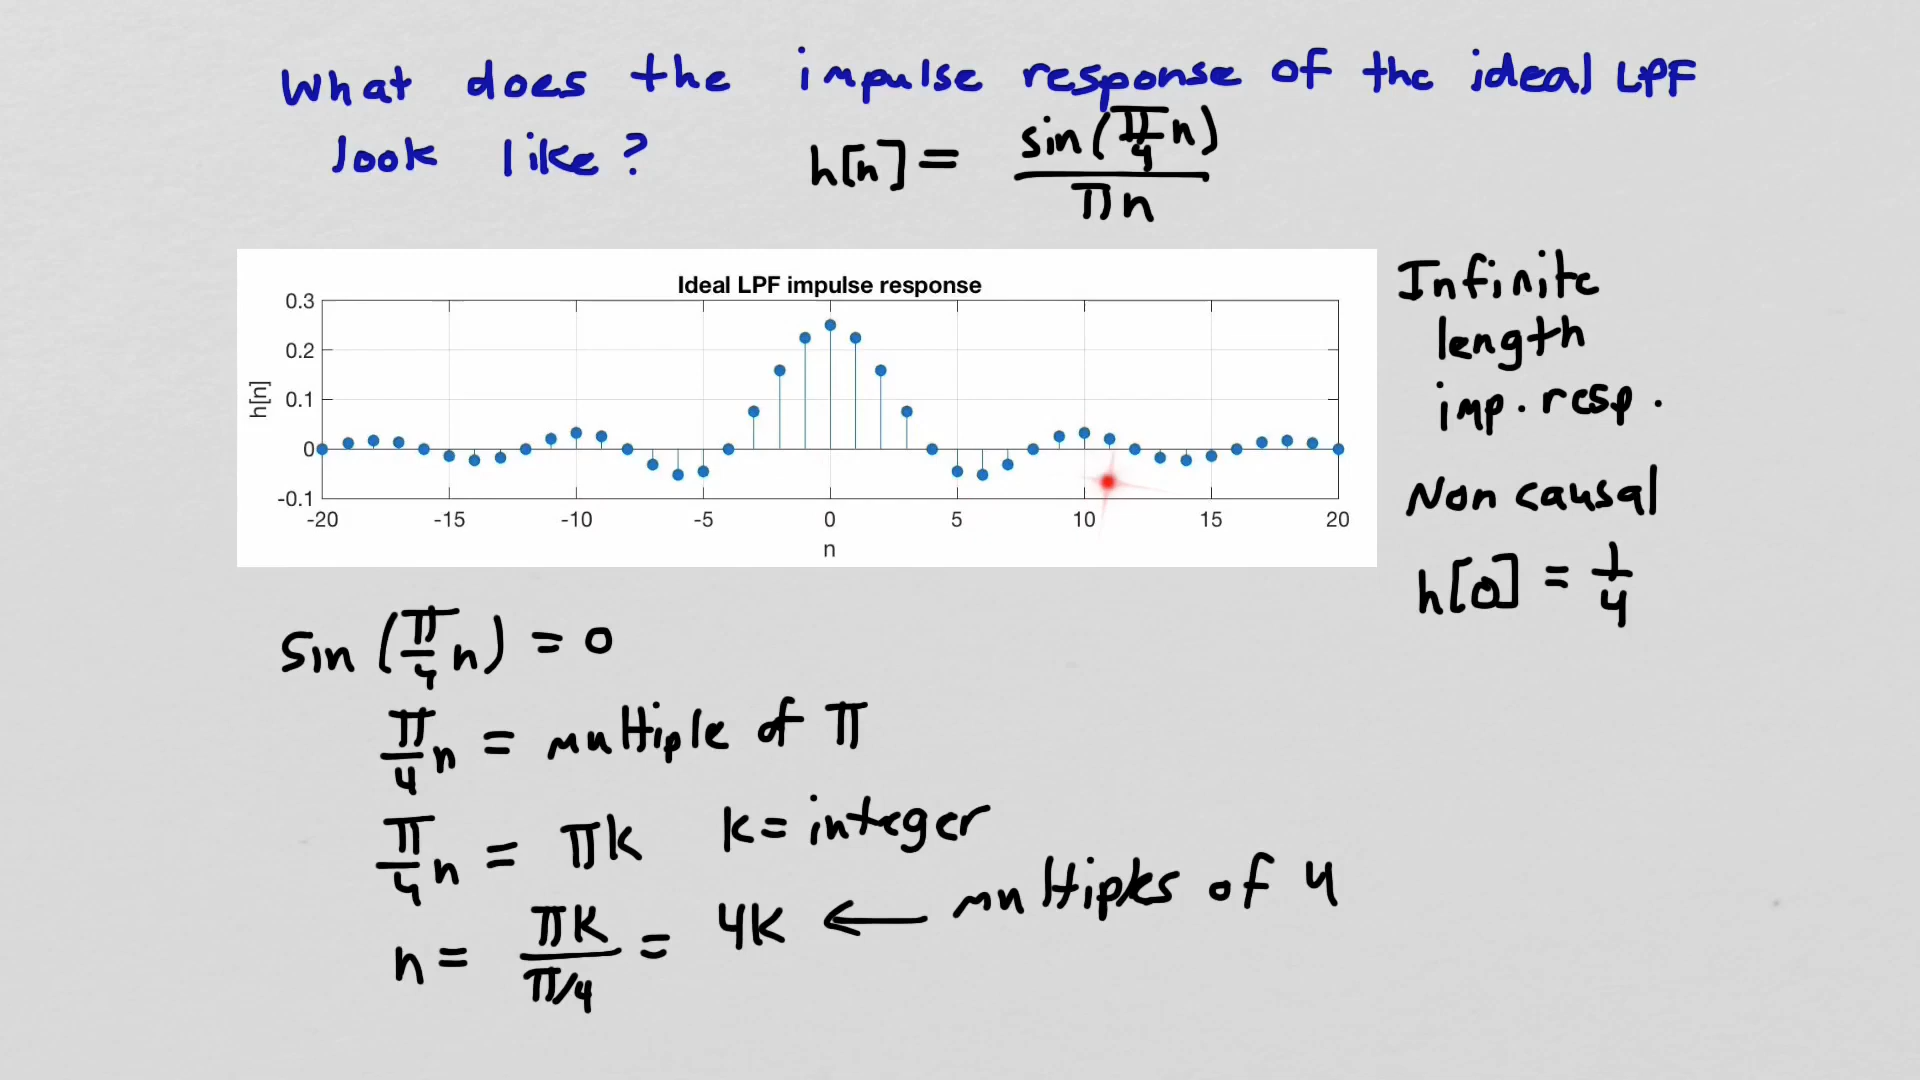 What does the impulse response of the ideal LPF
look like?
h[n] = sin(π/4 n) / πn
Ideal LPF impulse response
0.3
0.2
0.1
0
-0.1
h[n]
-20 -15 -10 -5 0 5 10 15 20
n
Infinite
length
imp. resp.
Non causal
h[0] = 1/4
sin(π/4 n) = 0
π/4 n = multiple of π
π/4 n = πk k = integer
n = πk / π/4 = 4k ← multiples of 4